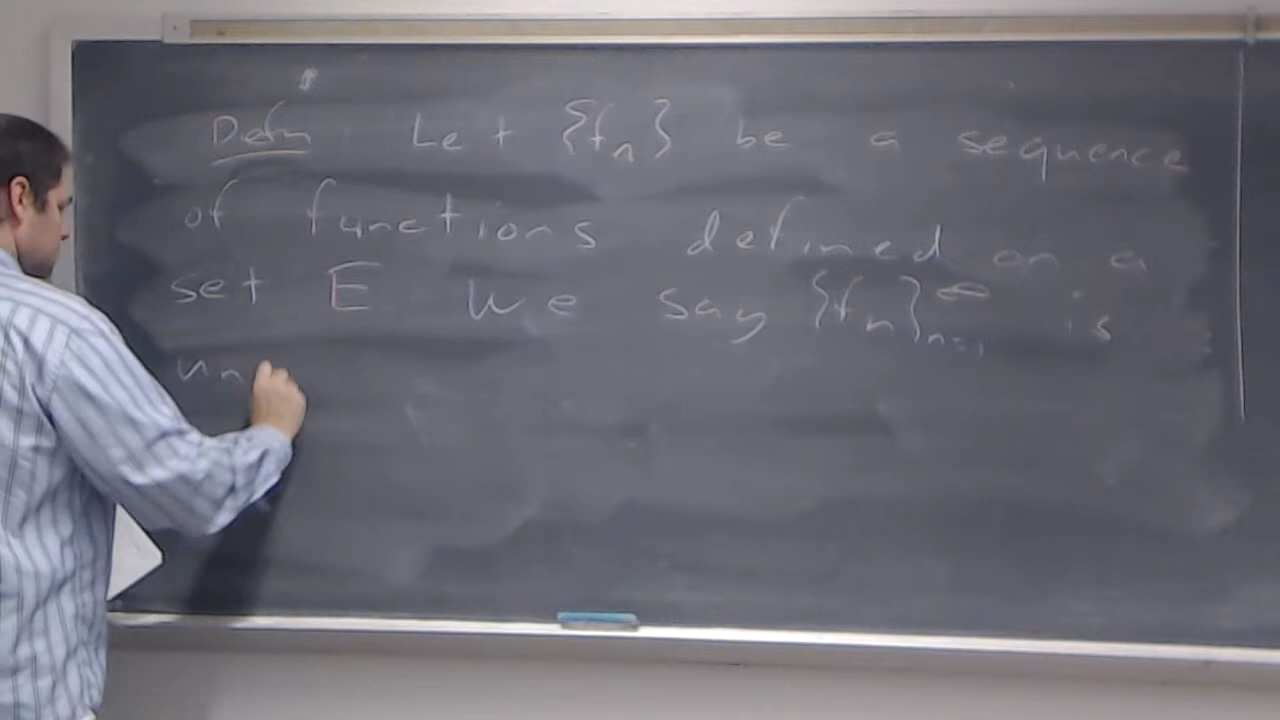 Defn Let {fₙ} be a sequence
of functions defined on a
set E We say {fₙ}ₙ₌₁^∞ is
un